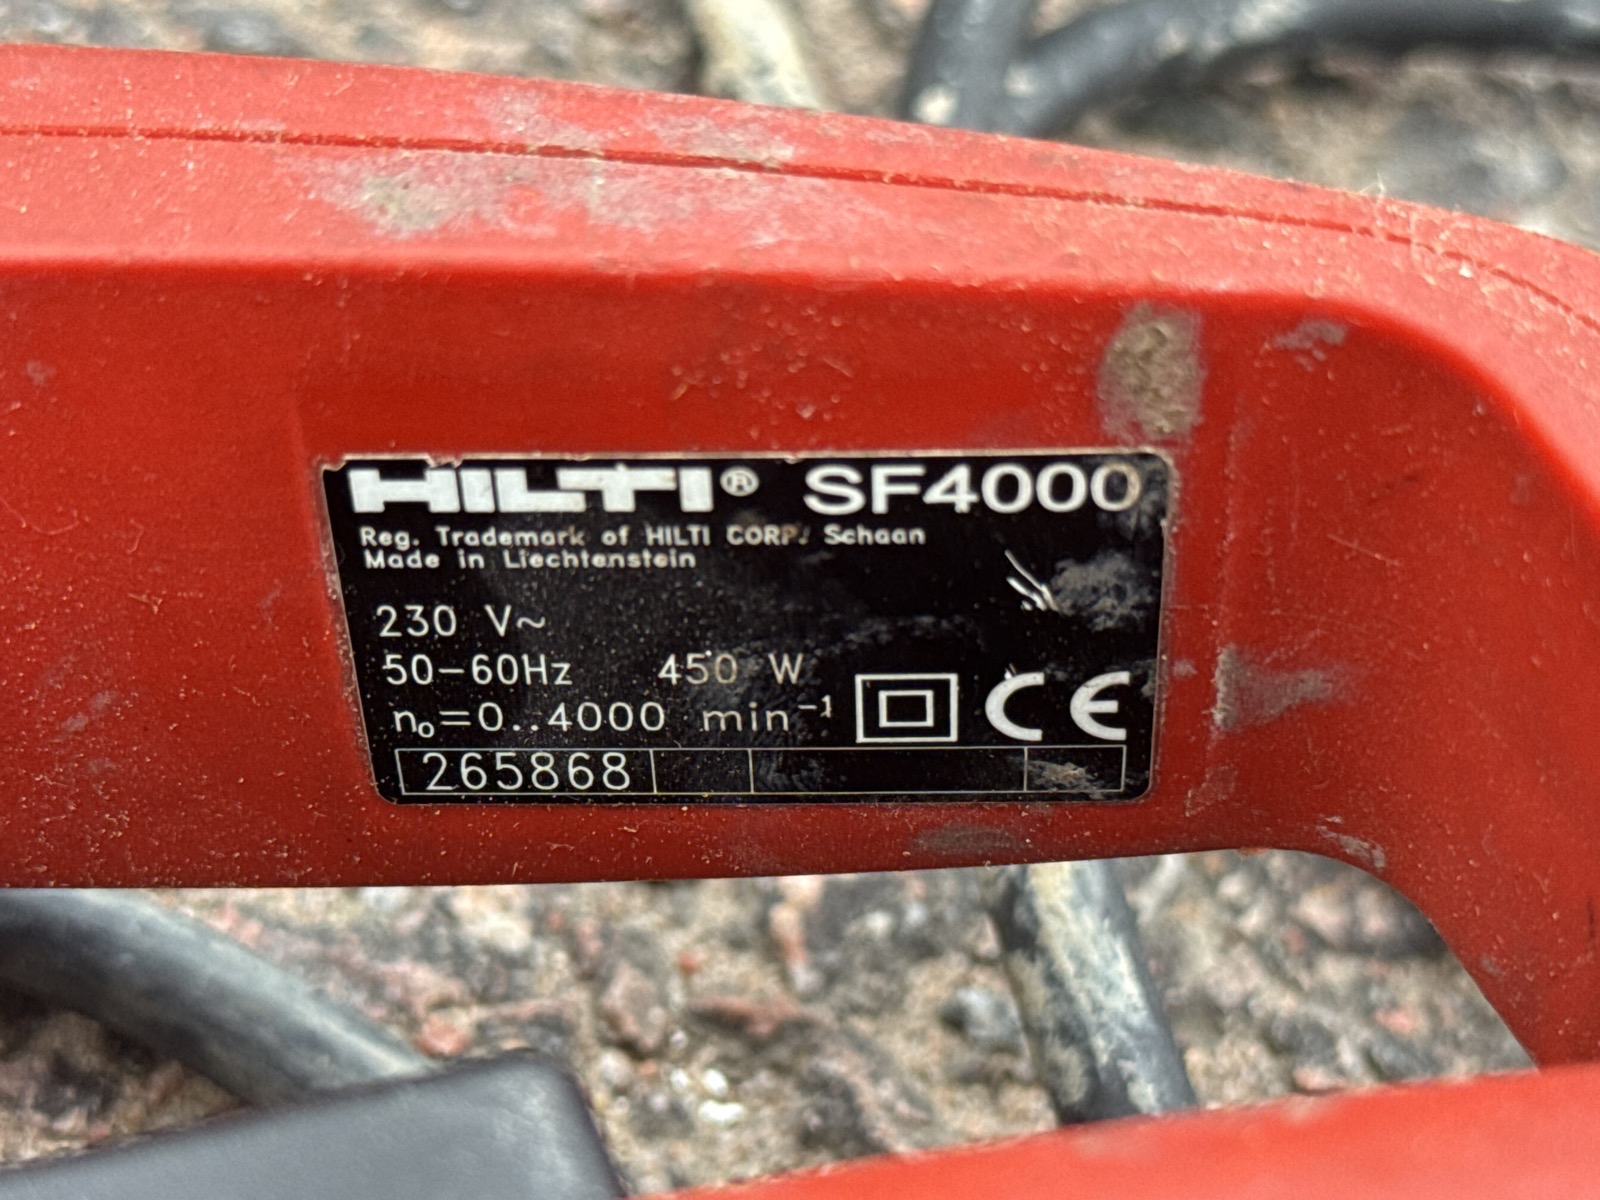 HILTI® SF4000
Reg. Trademark of HILTI CORP. Schaan
Made in Liechtenstein
230 V~
50-60Hz 450 W
n₀=0..4000 min⁻¹ CE
265868